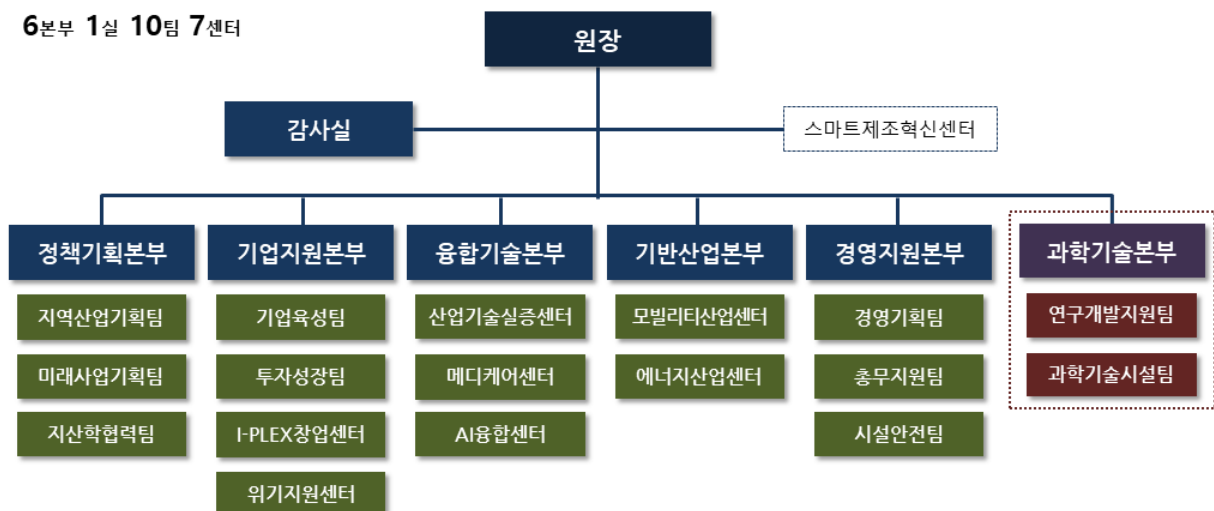 6본부 1실 10팀 7센터
원장
감사실
스마트제조혁신센터
정책기획본부
지역산업기획팀
미래사업기획팀
지산학협력팀
기업지원본부
기업육성팀
투자성장팀
I-PLEX창업센터
위기지원센터
융합기술본부
산업기술실증센터
메디케어센터
AI융합센터
기반산업본부
모빌리티산업센터
에너지산업센터
경영지원본부
경영기획팀
총무지원팀
시설안전팀
과학기술본부
연구개발지원팀
과학기술시설팀